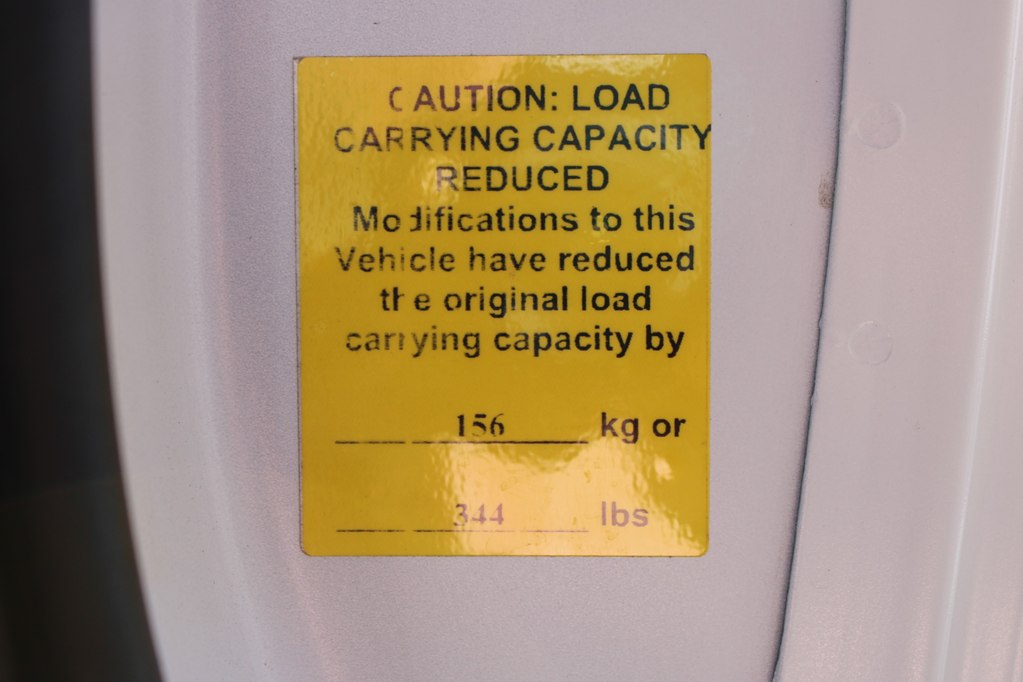 CAUTION: LOAD
CARRYING CAPACITY
REDUCED
Modifications to this
Vehicle have reduced
the original load
carrying capacity by
156 kg or
344 lbs